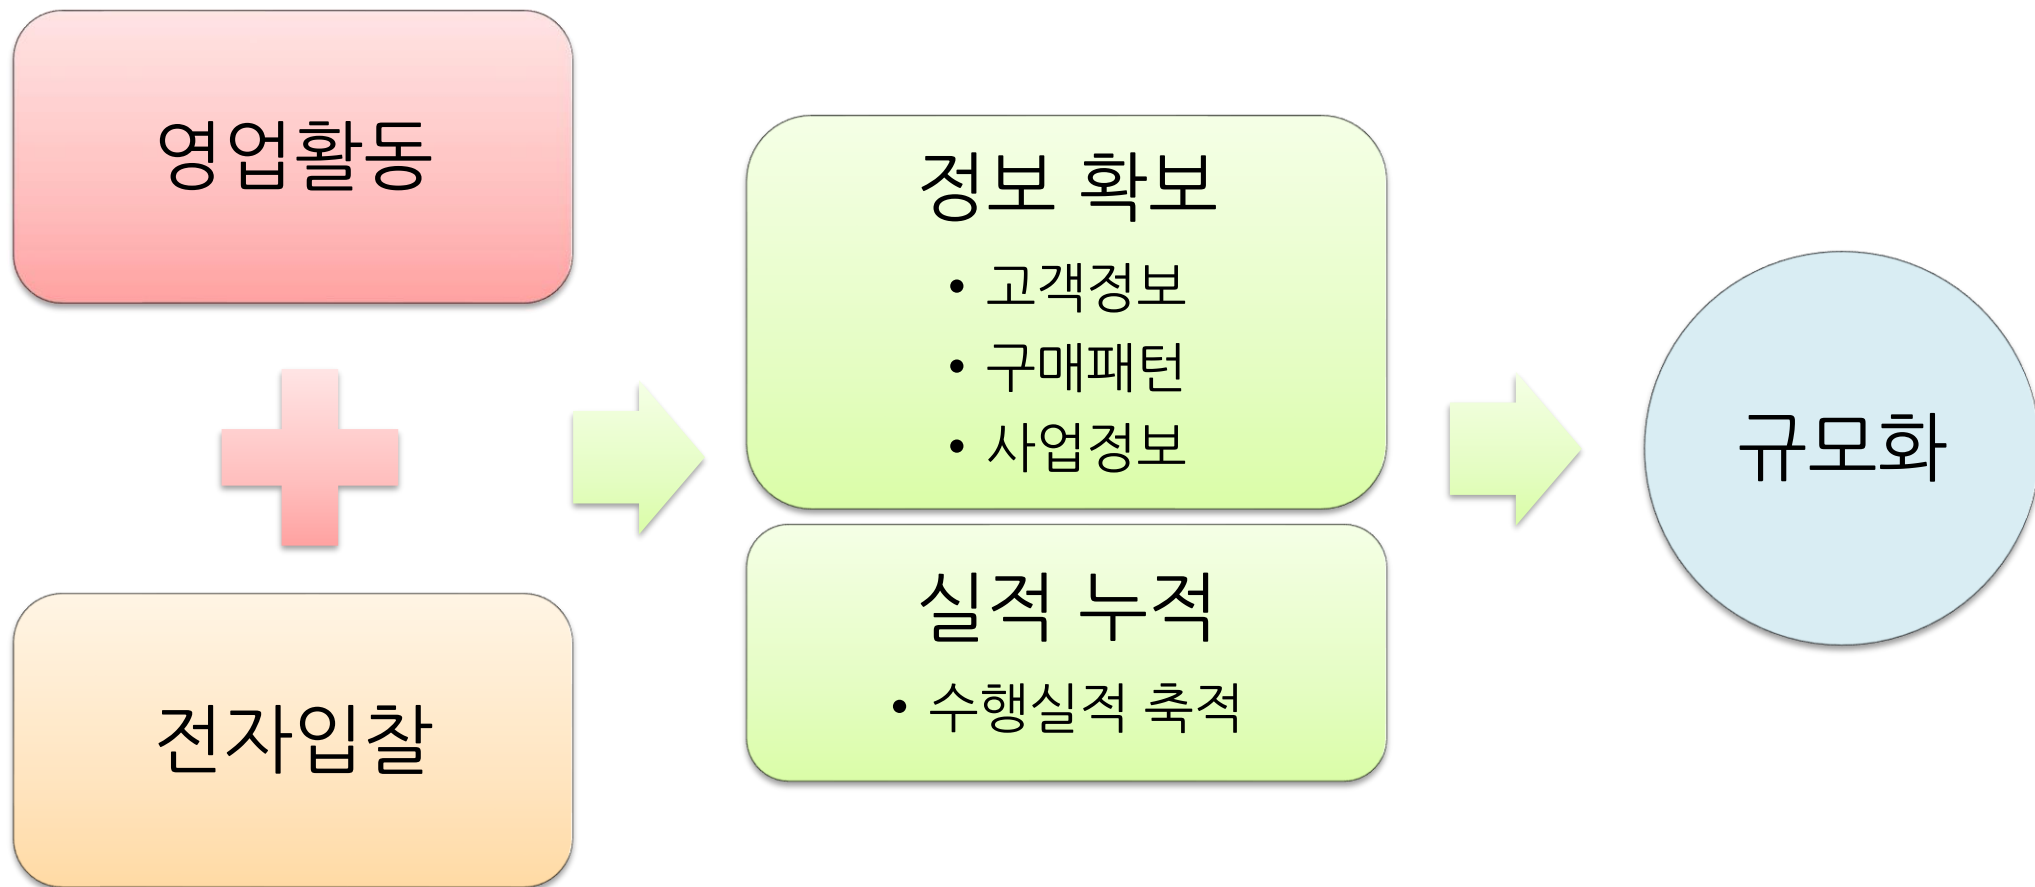 영업활동
전자입찰
정보 확보
• 고객정보
• 구매패턴
• 사업정보
실적 누적
• 수행실적 축적
규모화